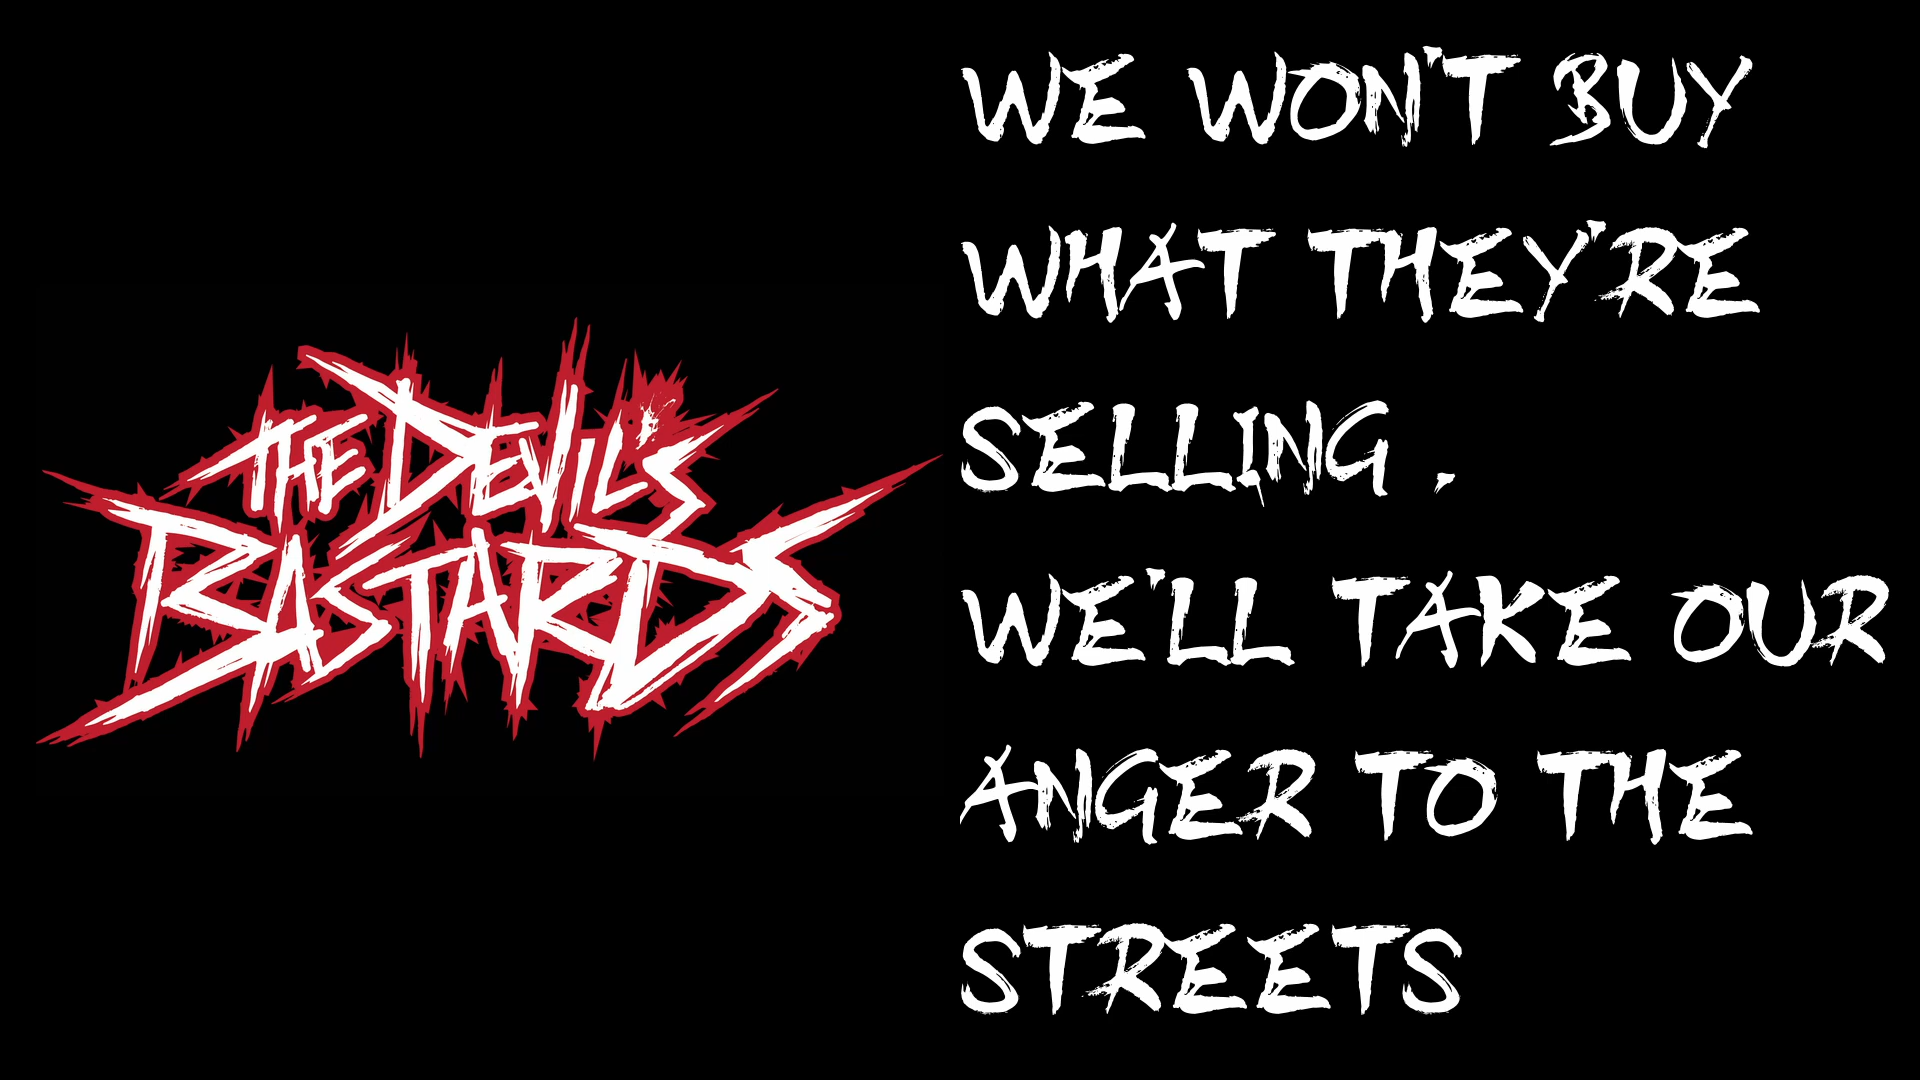 THE DEVIL'S
BASTARDS
WE WON'T BUY
WHAT THEY'RE
SELLING .
WE'LL TAKE OUR
ANGER TO THE
STREETS